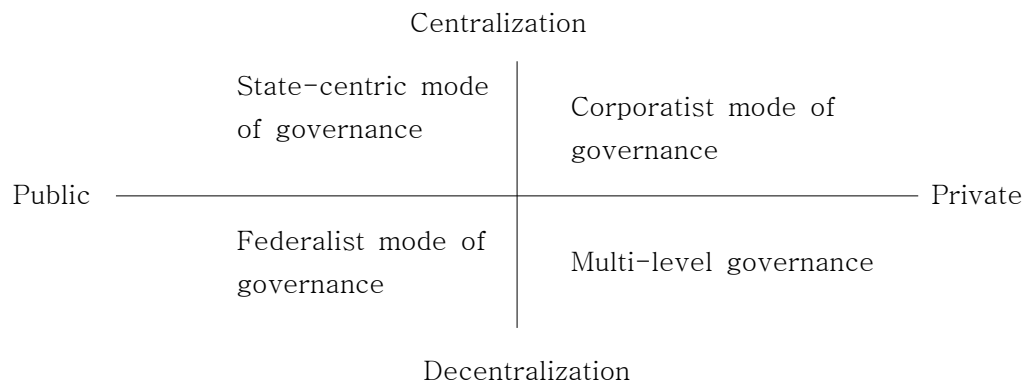 Centralization
State-centric mode
of governance
Corporatist mode of
governance
Public
Private
Federalist mode of
governance
Multi-level governance
Decentralization